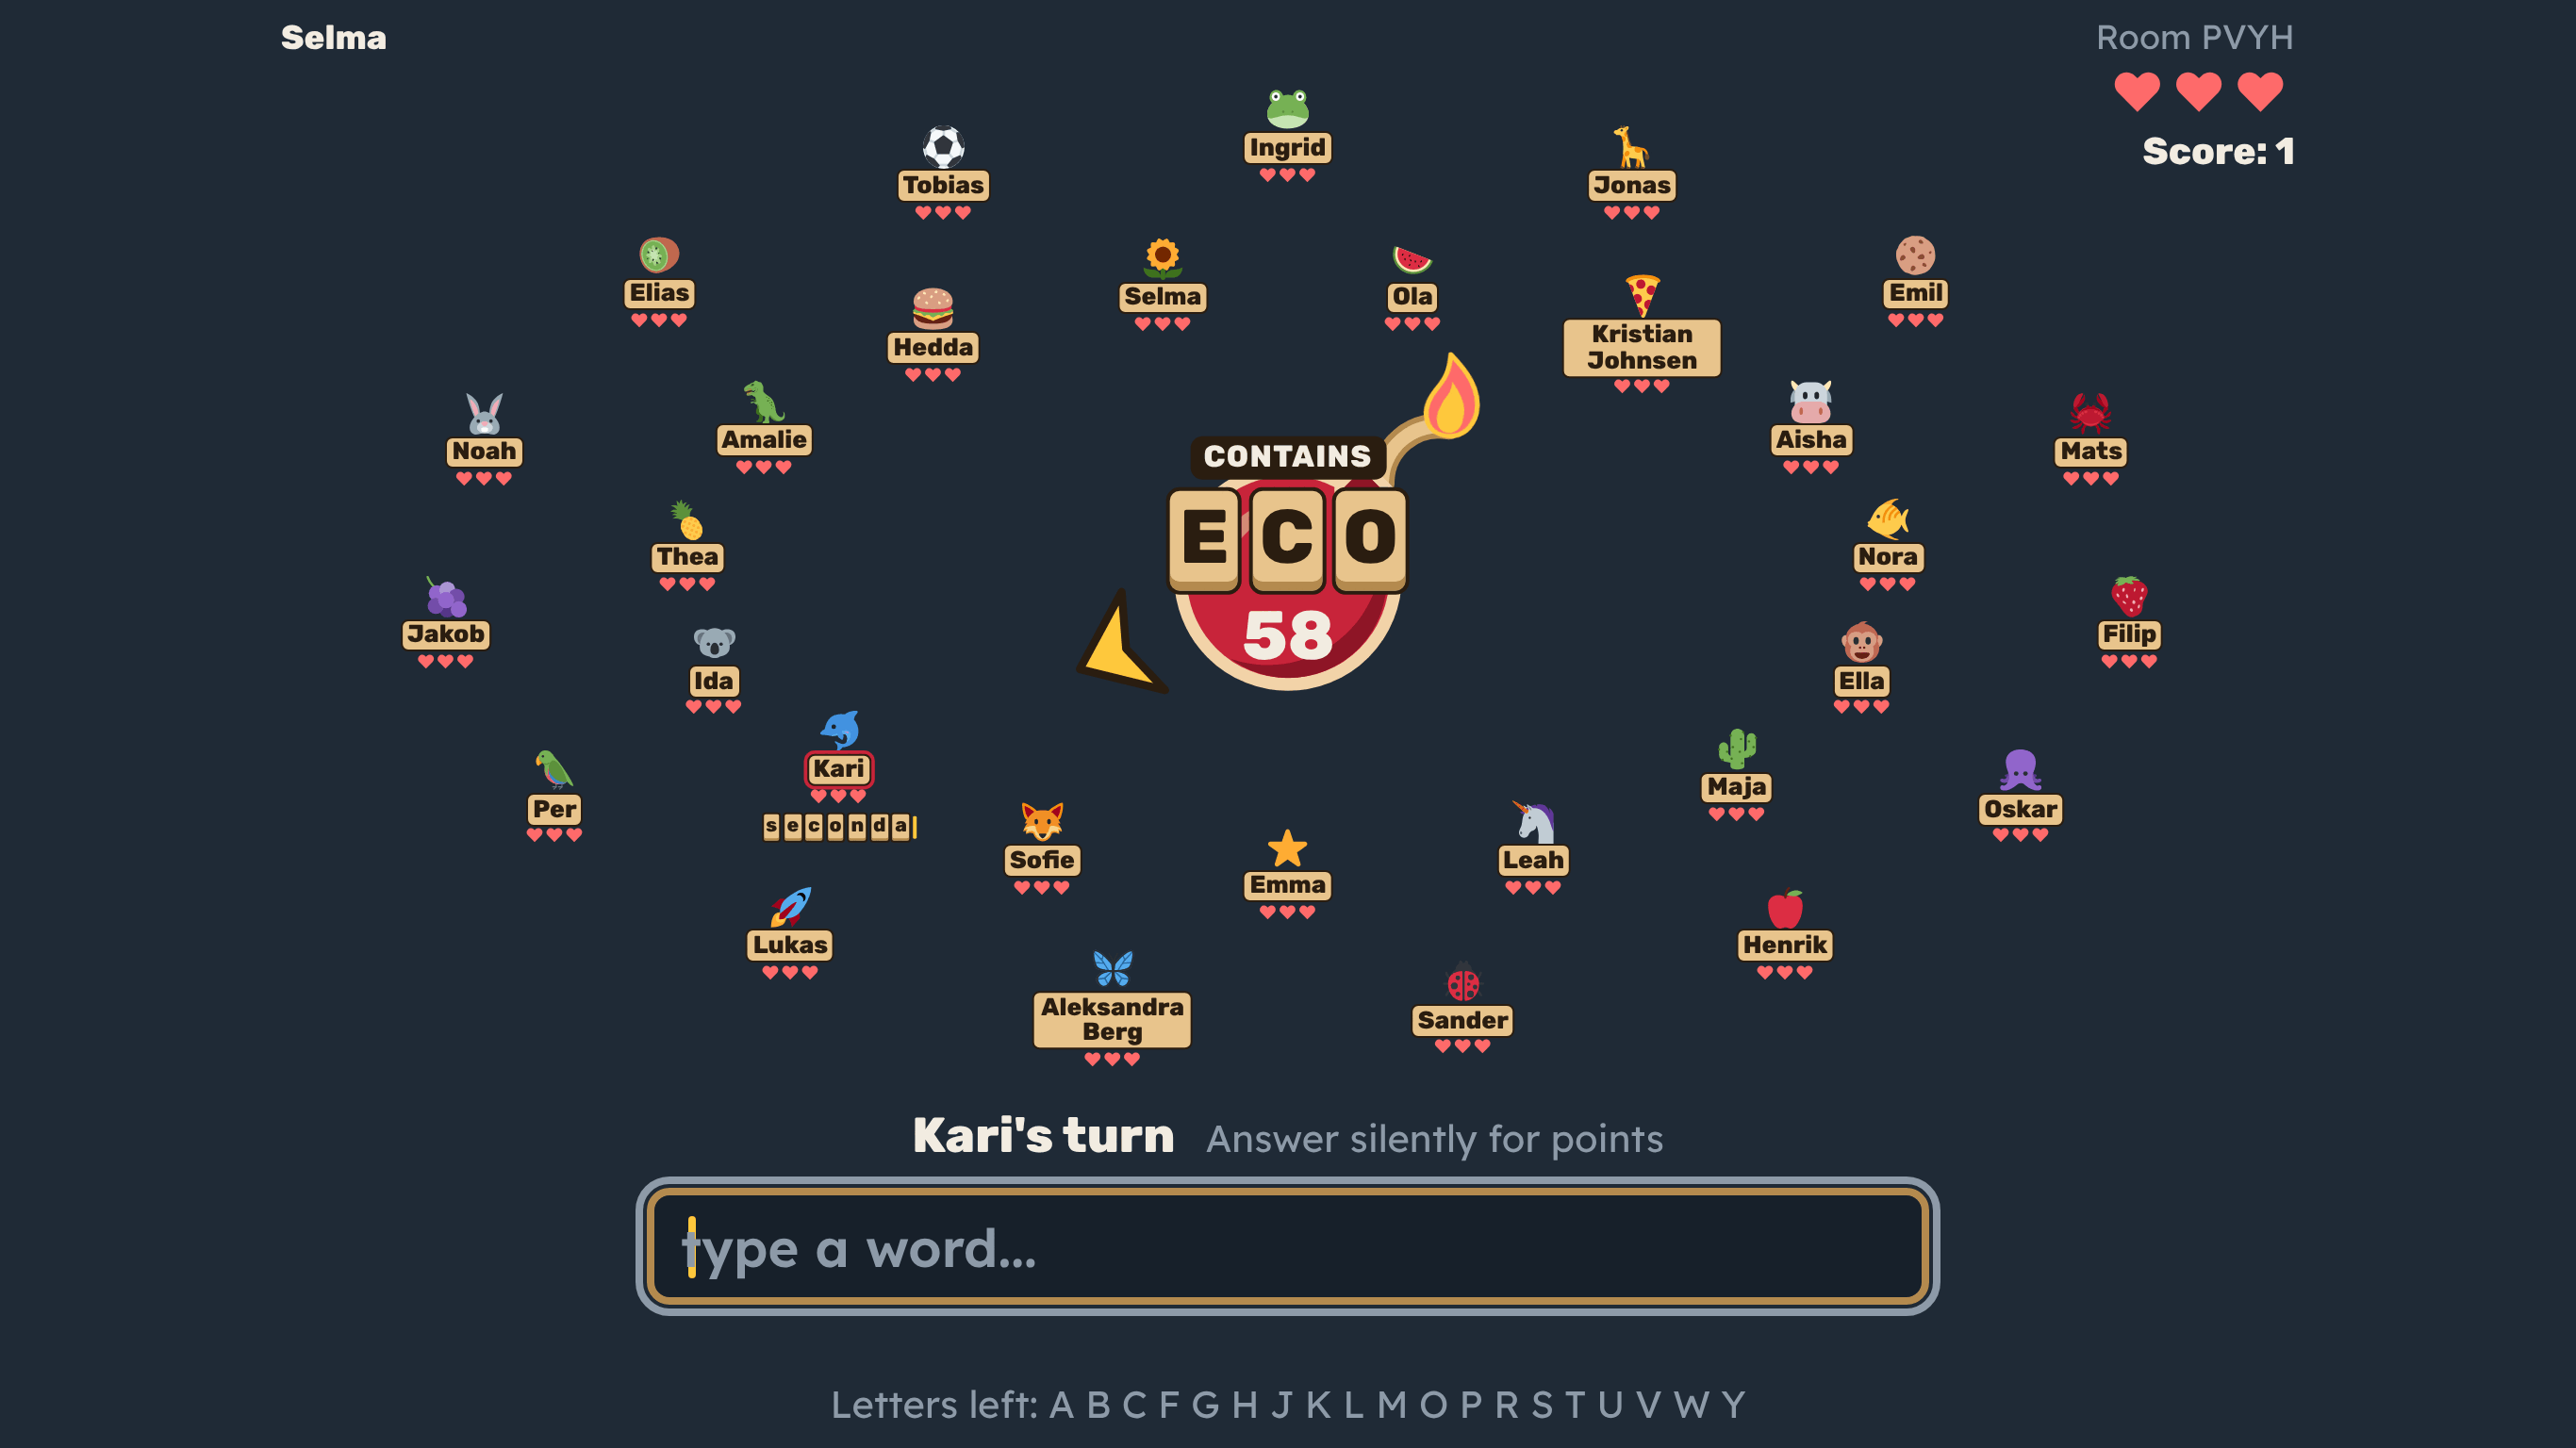 Selma
Room PVYH
Score: 1
Ingrid
Tobias
Jonas
Elias
Selma
Ola
Emil
Hedda
Kristian
Johnsen
Noah
Amalie
Aisha
Mats
CONTAINS
ECO
58
Thea
Nora
Jakob
Filip
Ida
Ella
Kari
seconda
Per
Maja
Oskar
Sofie
Emma
Leah
Lukas
Henrik
Aleksandra
Berg
Sander
Kari's turn Answer silently for points
type a word...
Letters left: A B C F G H J K L M O P R S T U V W Y